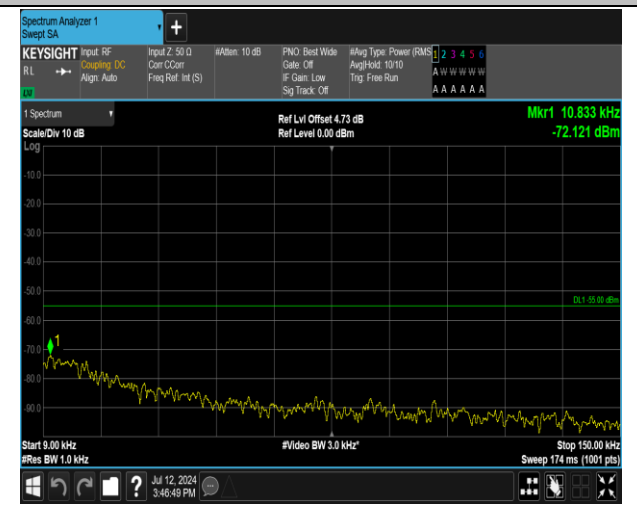 Spectrum Analyzer 1
Swept SA
+
KEYSIGHT
RL
Input: RF
Coupling: DC
Align: Auto
Input Z: 50 Ω
Corr CCorr
Freq Ref: Int (S)
#Atten: 10 dB
PNO: Best Wide
Gate: Off
IF Gain: Low
Sig Track: Off
#Avg Type: Power (RMS
Avg|Hold: 10/10
Trig: Free Run
1 2 3 4 5 6
A W W W W W
A A A A A A
1 Spectrum
Scale/Div 10 dB
Log
Ref Lvl Offset 4.73 dB
Ref Level 0.00 dBm
Mkr1 10.833 kHz
-72.121 dBm
-10.0
-20.0
-30.0
-40.0
-50.0
DL1 -55.00 dBm
-60.0
1
-70.0
-80.0
-90.0
Start 9.00 kHz
#Res BW 1.0 kHz
#Video BW 3.0 kHz*
Stop 150.00 kHz
Sweep 174 ms (1001 pts)
?
Jul 12, 2024
3:46:49 PM